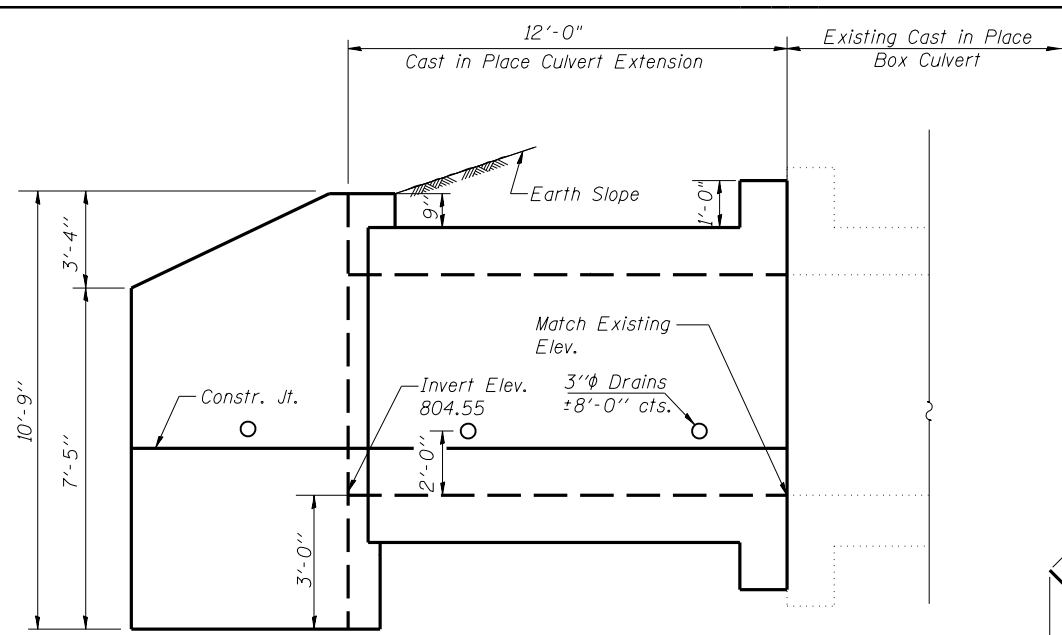 12'-0"
Cast in Place Culvert Extension
Existing Cast in Place
Box Culvert
Earth Slope
9"
1'-0"
3'-4"
10'-9"
7'-5"
Match Existing
Elev.
Constr. Jt.
Invert Elev.
804.55
3"ϕ Drains
±8'-0" cts.
2'-0"
3'-0"